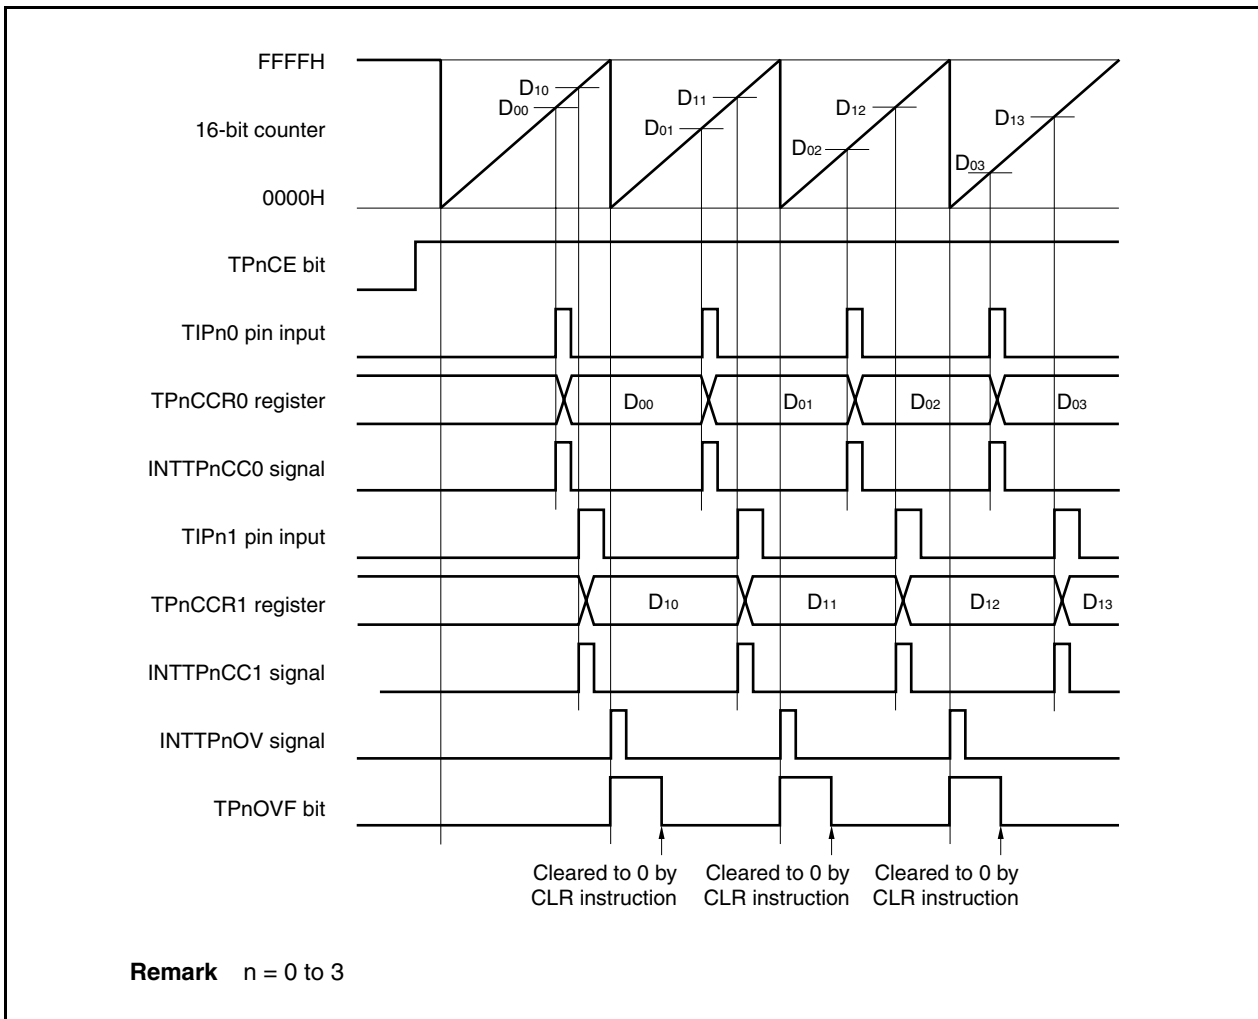 FFFFH
D10
D00
D11
D01
D12
D02
D13
D03
16-bit counter
0000H
TPnCE bit
TIPn0 pin input
TPnCCR0 register
D00
D01
D02
D03
INTTPnCC0 signal
TIPn1 pin input
TPnCCR1 register
D10
D11
D12
D13
INTTPnCC1 signal
INTTPnOV signal
TPnOVF bit
Cleared to 0 by
CLR instruction
Cleared to 0 by
CLR instruction
Cleared to 0 by
CLR instruction
Remark n = 0 to 3